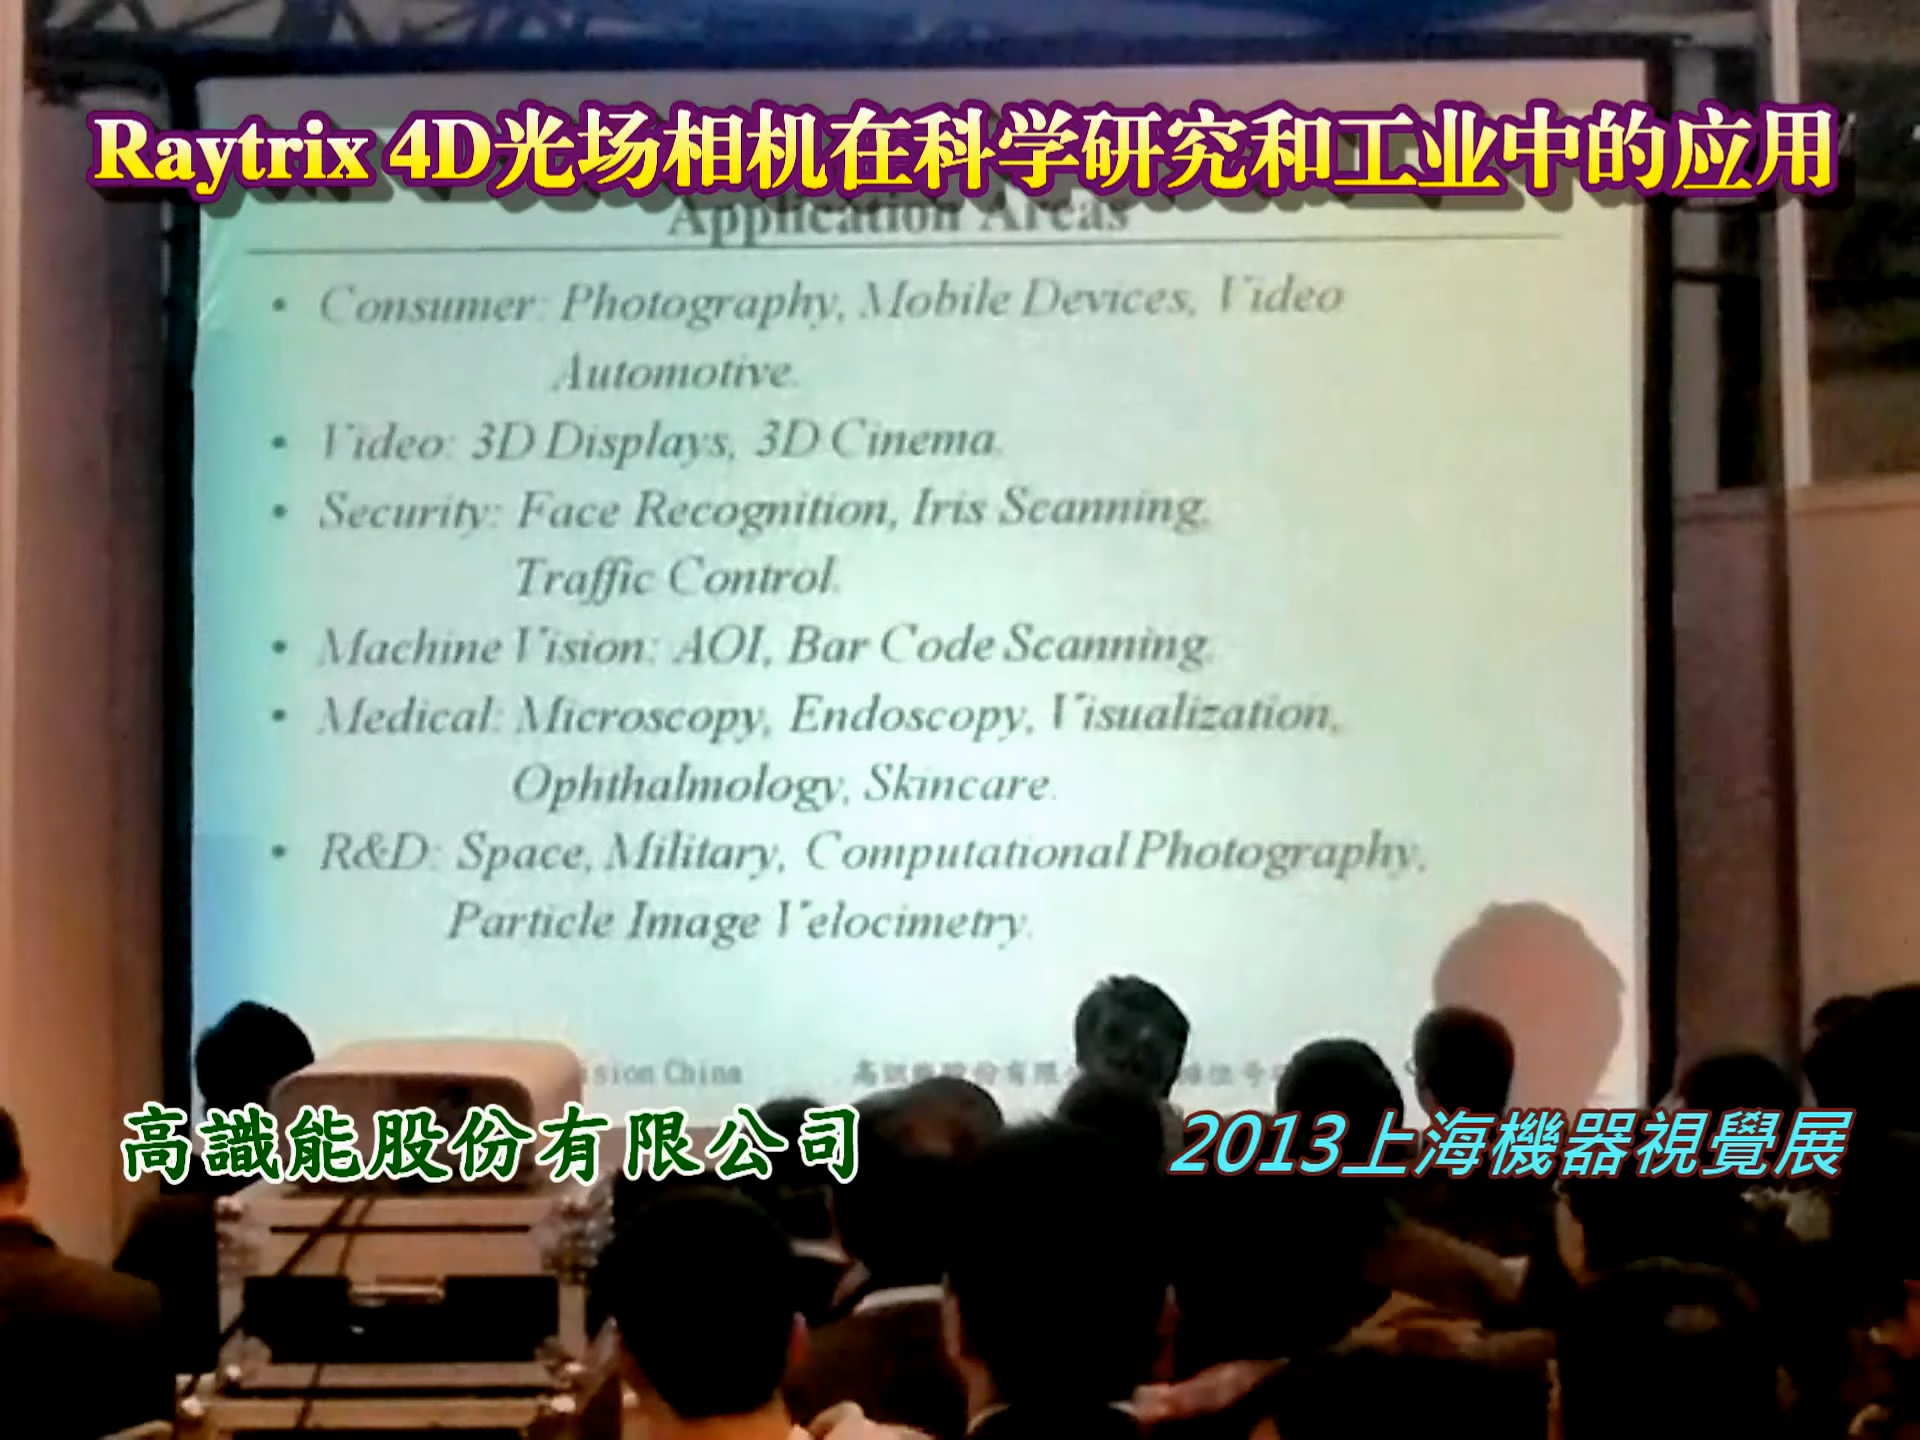 Raytrix 4D光场相机在科学研究和工业中的应用
Application Areas
• Consumer: Photography, Mobile Devices, Video
Automotive.
• Video: 3D Displays, 3D Cinema.
• Security: Face Recognition, Iris Scanning,
Traffic Control.
• Machine Vision: AOI, Bar Code Scanning.
• Medical: Microscopy, Endoscopy, Visualization,
Ophthalmology, Skincare.
• R&D: Space, Military, Computational Photography,
Particle Image Velocimetry.
China
高識能股份有限公司
2013上海機器視覺展